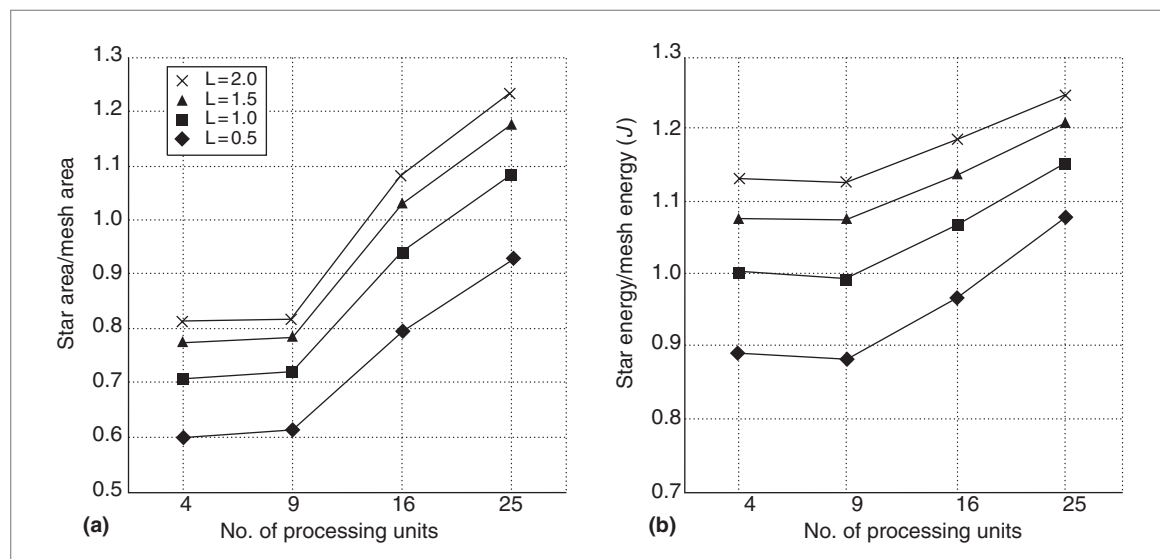 1.3
1.2
1.1
1.0
0.9
0.8
0.7
0.6
0.5
Star area/mesh area
L=2.0
L=1.5
L=1.0
L=0.5
4 9 16 25
(a) No. of processing units
1.3
1.2
1.1
1.0
0.9
0.8
0.7
Star energy/mesh energy (J)
4 9 16 25
(b) No. of processing units